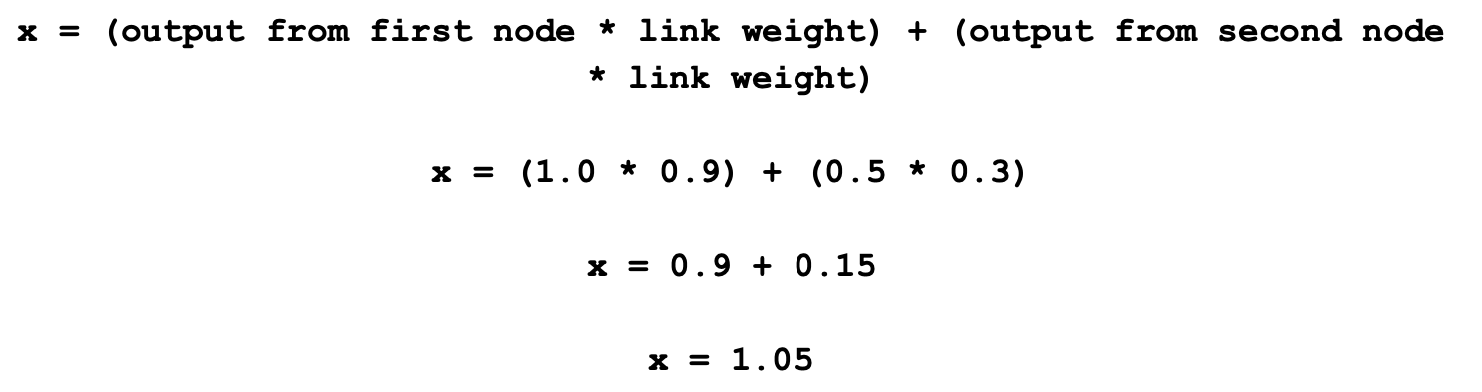 x = (output from first node * link weight) + (output from second node
* link weight)
x = (1.0 * 0.9) + (0.5 * 0.3)
x = 0.9 + 0.15
x = 1.05